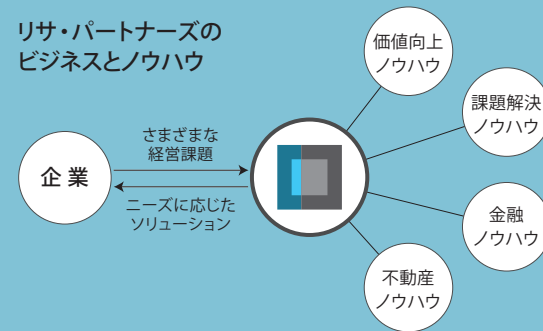 リサ・パートナーズの
ビジネスとノウハウ
企業
さまざまな
経営課題
ニーズに応じた
ソリューション
価値向上
ノウハウ
課題解決
ノウハウ
金融
ノウハウ
不動産
ノウハウ